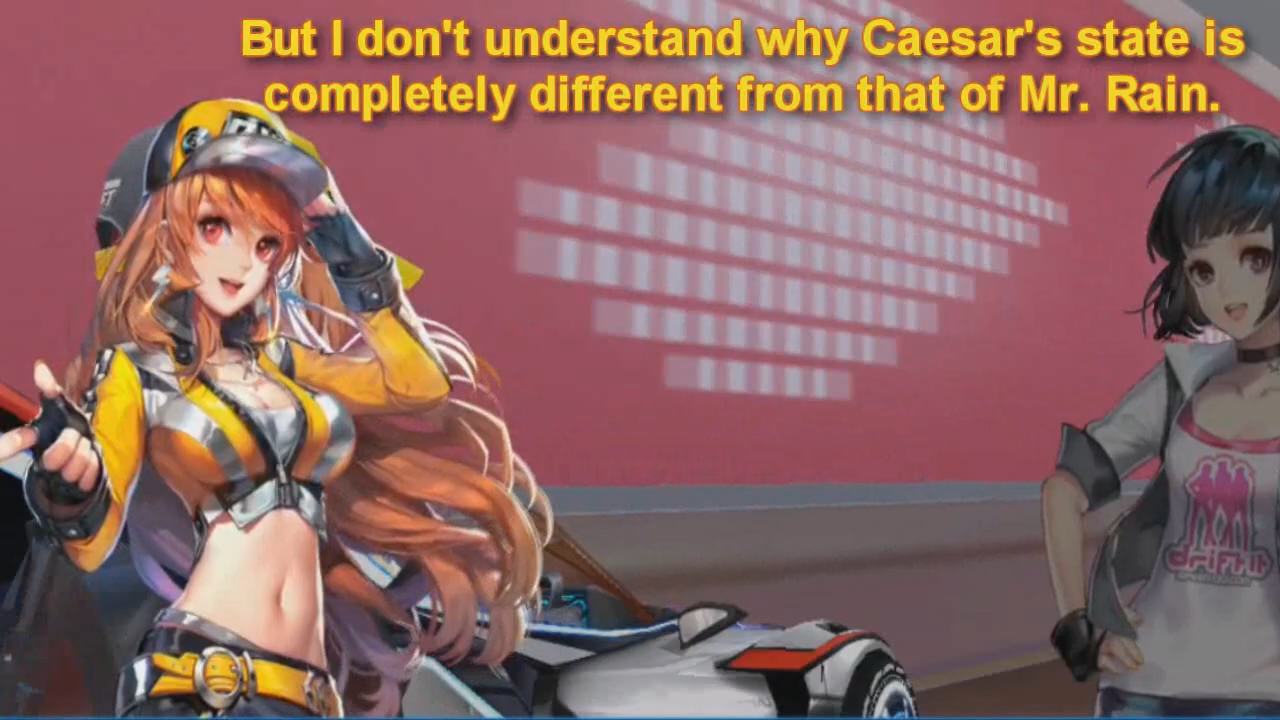 But I don't understand why Caesar's state is
completely different from that of Mr. Rain.